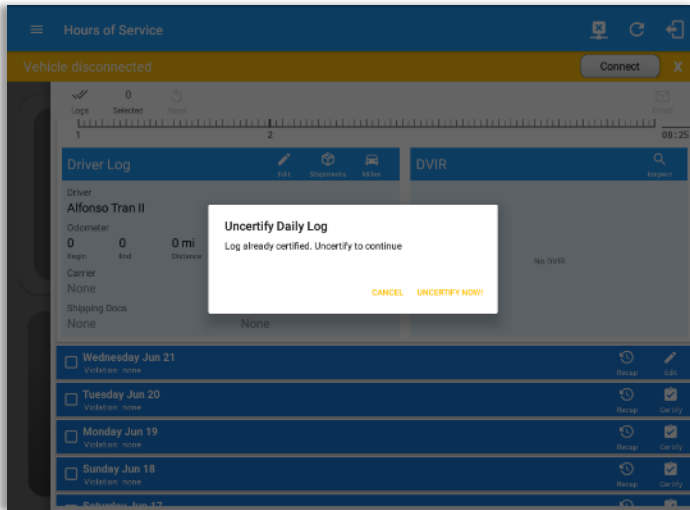 Hours of Service
Vehicle disconnected
Connect
X
0
Logs
Selected
Reset
Email
1
2
08:25
Driver Log
Edit
Shipments
Miles
DVIR
Inspect
Driver
Alfonso Tran II
Odometer
0
0
0 mi
Begin
End
Distance
Carrier
None
Shipping Docs
None
None
No DVIR
Uncertify Daily Log
Log already certified. Uncertify to continue
CANCEL
UNCERTIFY NOW!
Wednesday Jun 21
Violation: none
Recap
Edit
Tuesday Jun 20
Violation: none
Recap
Certify
Monday Jun 19
Violation: none
Recap
Certify
Sunday Jun 18
Violation: none
Recap
Certify
Saturday Jun 17